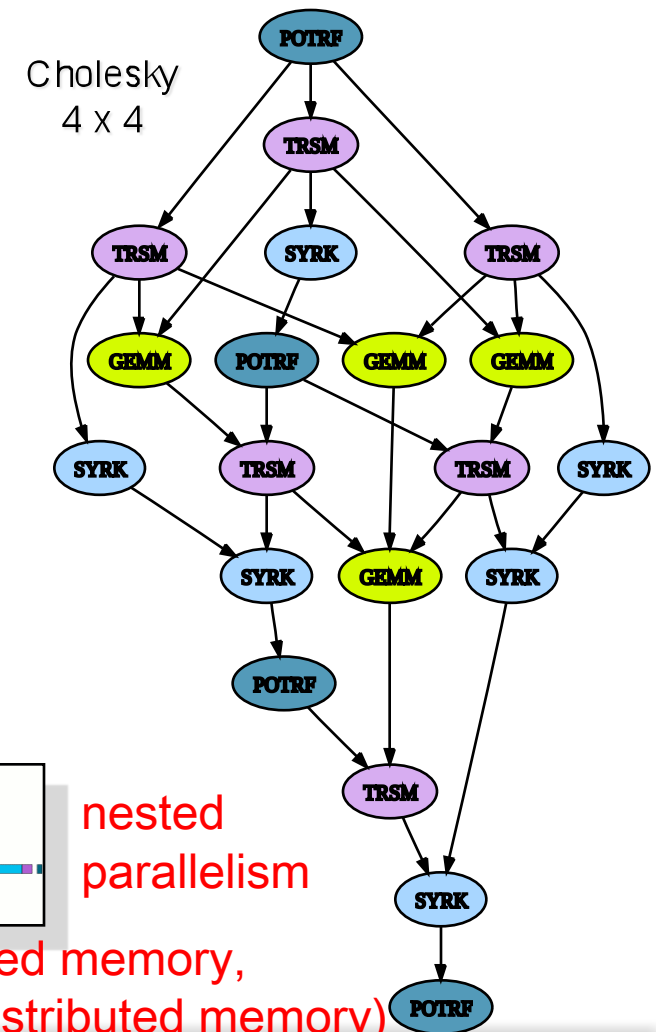 POTRF
Cholesky
4 x 4
TRSM
TRSM SYRK TRSM
GEMM POTRF GEMM GEMM
SYRK TRSM TRSM SYRK
SYRK GEMM SYRK
POTRF
TRSM
nested
parallelism
SYRK
ed memory,
stributed memory)
POTRF